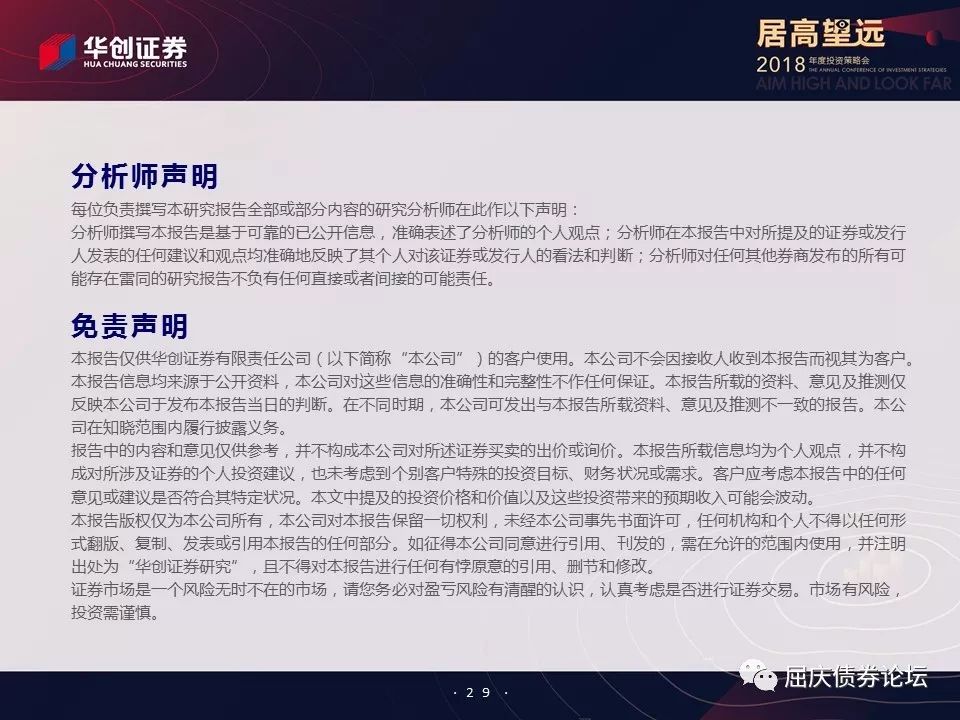 华创证券
HUA CHUANG SECURITIES
居高望远
2018年度投资策略会
THE ANNUAL CONFERENCE OF INVESTMENT STRATEGIES
AIM HIGH AND LOOK FAR
分析师声明
每位负责撰写本研究报告全部或部分内容的研究分析师在此作以下声明：
分析师撰写本报告是基于可靠的已公开信息，准确表述了分析师的个人观点；分析师在本报告中对所提及的证券或发行
人发表的任何建议和观点均准确地反映了其个人对该证券或发行人的看法和判断；分析师对任何其他券商发布的所有可
能存在雷同的研究报告不负有任何直接或者间接的可能责任。
免责声明
本报告仅供华创证券有限责任公司（以下简称“本公司”）的客户使用。本公司不会因接收人收到本报告而视其为客户。
本报告信息均来源于公开资料，本公司对这些信息的准确性和完整性不作任何保证。本报告所载的资料、意见及推测仅
反映本公司于发布本报告当日的判断。在不同时期，本公司可发出与本报告所载资料、意见及推测不一致的报告。本公
司在知晓范围内履行披露义务。
报告中的内容和意见仅供参考，并不构成本公司对所述证券买卖的出价或询价。本报告所载信息均为个人观点，并不构
成对所涉及证券的个人投资建议，也未考虑到个别客户特殊的投资目标、财务状况或需求。客户应考虑本报告中的任何
意见或建议是否符合其特定状况。本文中提及的投资价格和价值以及这些投资带来的预期收入可能会波动。
本报告版权仅为本公司所有，本公司对本报告保留一切权利，未经本公司事先书面许可，任何机构和个人不得以任何形
式翻版、复制、发表或引用本报告的任何部分。如征得本公司同意进行引用、刊发的，需在允许的范围内使用，并注明
出处为“华创证券研究”，且不得对本报告进行任何有悖原意的引用、删节和修改。
证券市场是一个风险无时不在的市场，请您务必对盈亏风险有清醒的认识，认真考虑是否进行证券交易。市场有风险，
投资需谨慎。
· 29 ·
屈庆债券论坛